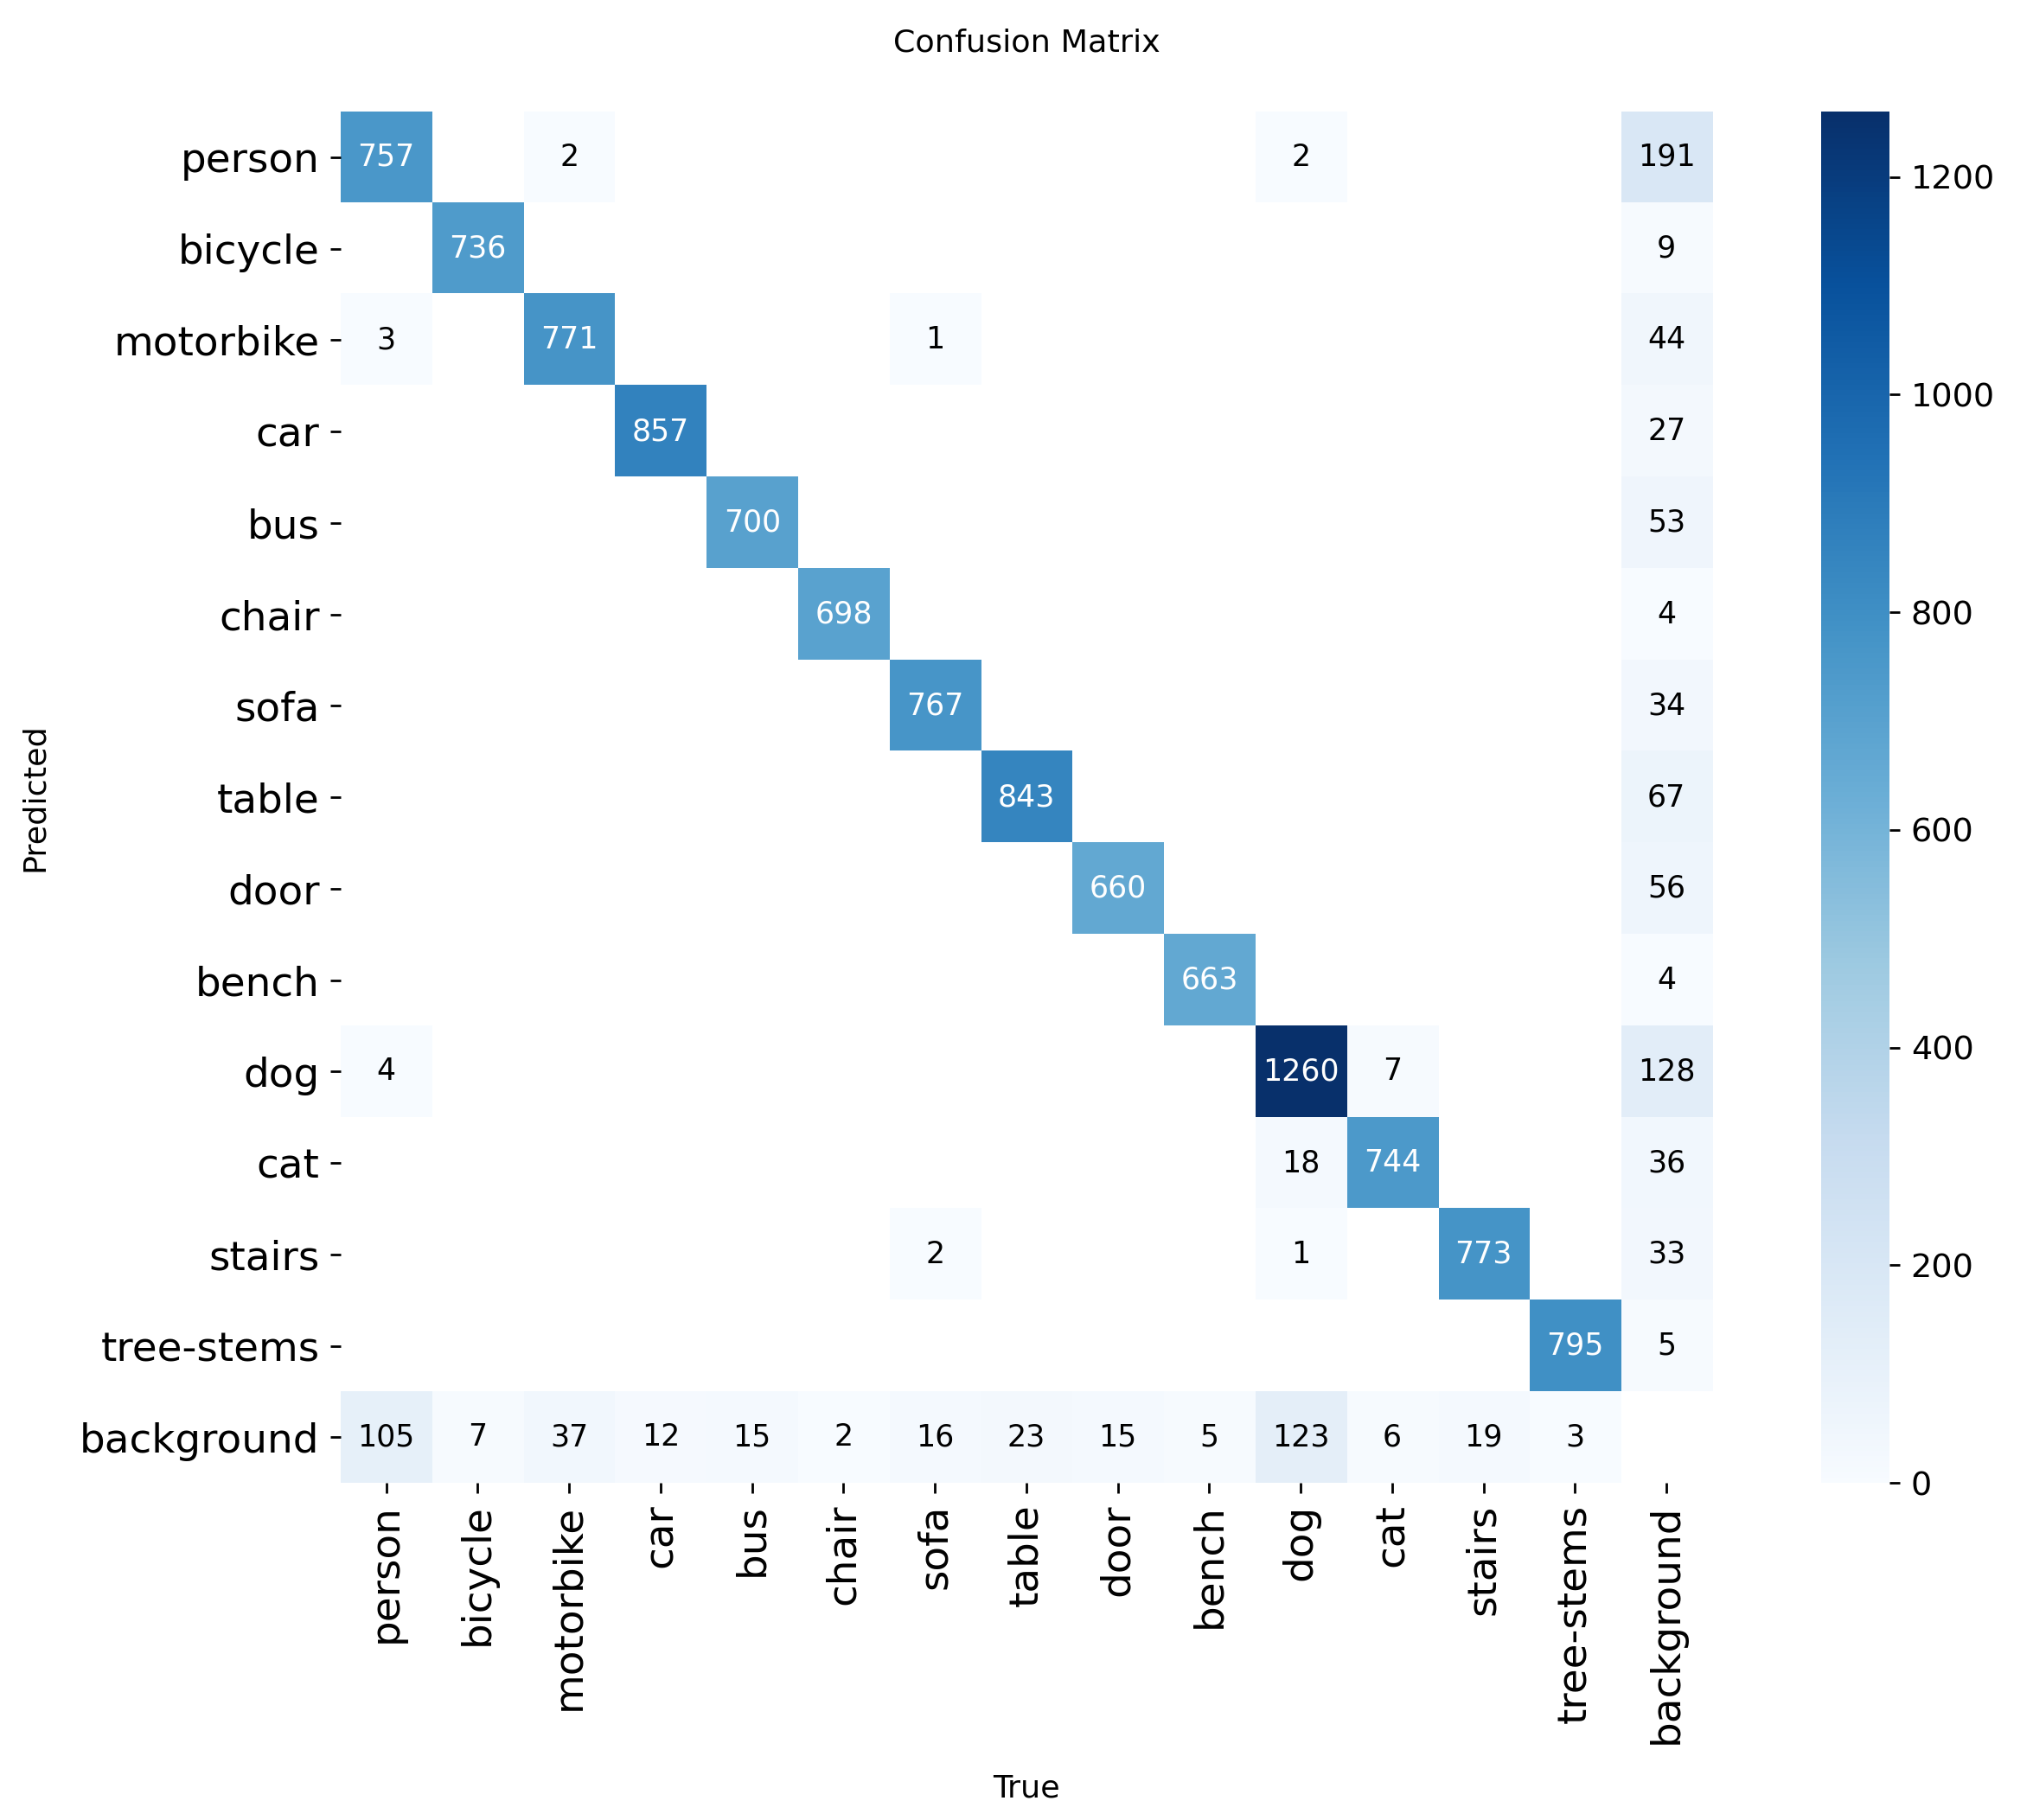 Confusion Matrix
person 757 2 2 191
bicycle 736 9
motorbike 3 771 1 44
car 857 27
bus 700 53
chair 698 4
sofa 767 34
table 843 67
door 660 56
bench 663 4
dog 4 1260 7 128
cat 18 744 36
stairs 2 1 773 33
tree-stems 795 5
background 105 7 37 12 15 2 16 23 15 5 123 6 19 3
person bicycle motorbike car bus chair sofa table door bench dog cat stairs tree-stems background
True
Predicted
1200
1000
800
600
400
200
0